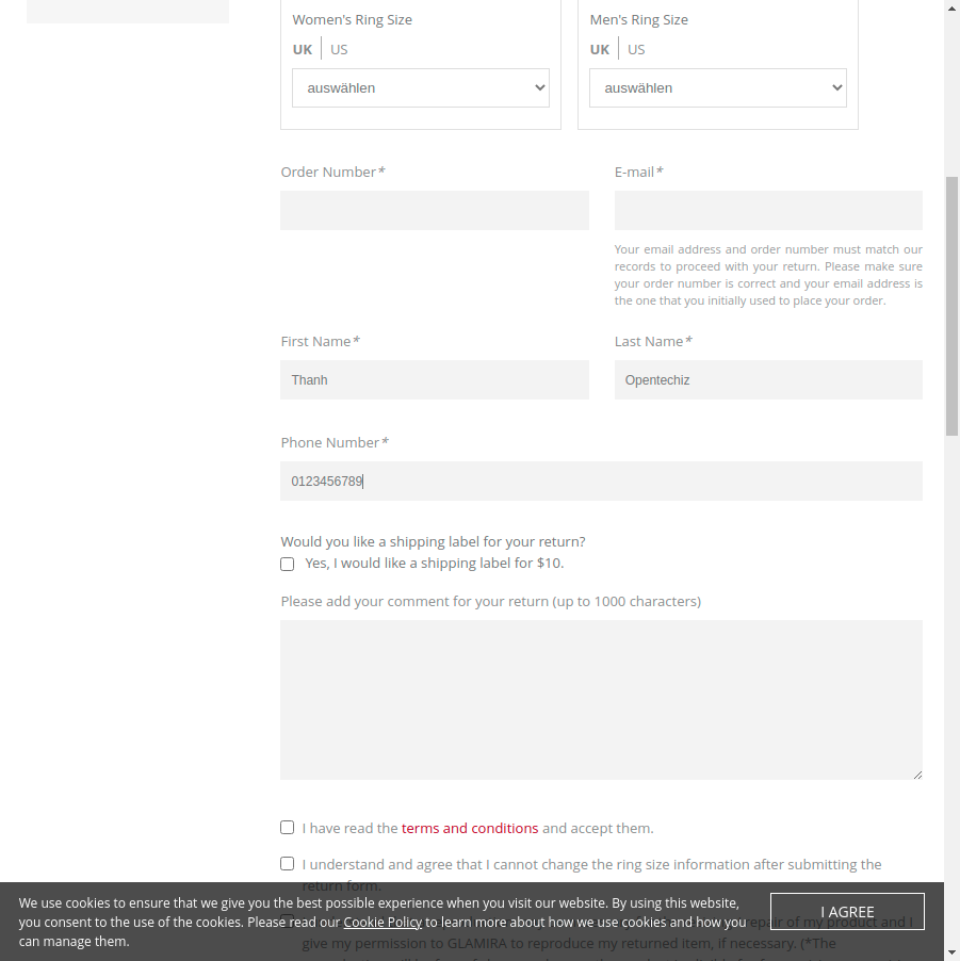 Women's Ring Size
Men's Ring Size
UK US
UK US
auswählen
auswählen
Order Number*
E-mail*
Your email address and order number must match our
records to proceed with your return. Please make sure
your order number is correct and your email address is
the one that you initially used to place your order.
First Name*
Last Name*
Thanh
Opentechiz
Phone Number*
0123456789
Would you like a shipping label for your return?
Yes, I would like a shipping label for $10.
Please add your comment for your return (up to 1000 characters)
I have read the terms and conditions and accept them.
I understand and agree that I cannot change the ring size information after submitting the
return form.
repair of my product and I
give my permission to GLAMIRA to reproduce my returned item, if necessary. (*The
We use cookies to ensure that we give you the best possible experience when you visit our website. By using this website,
you consent to the use of the cookies. Please read our Cookie Policy to learn more about how we use cookies and how you
can manage them.
I AGREE